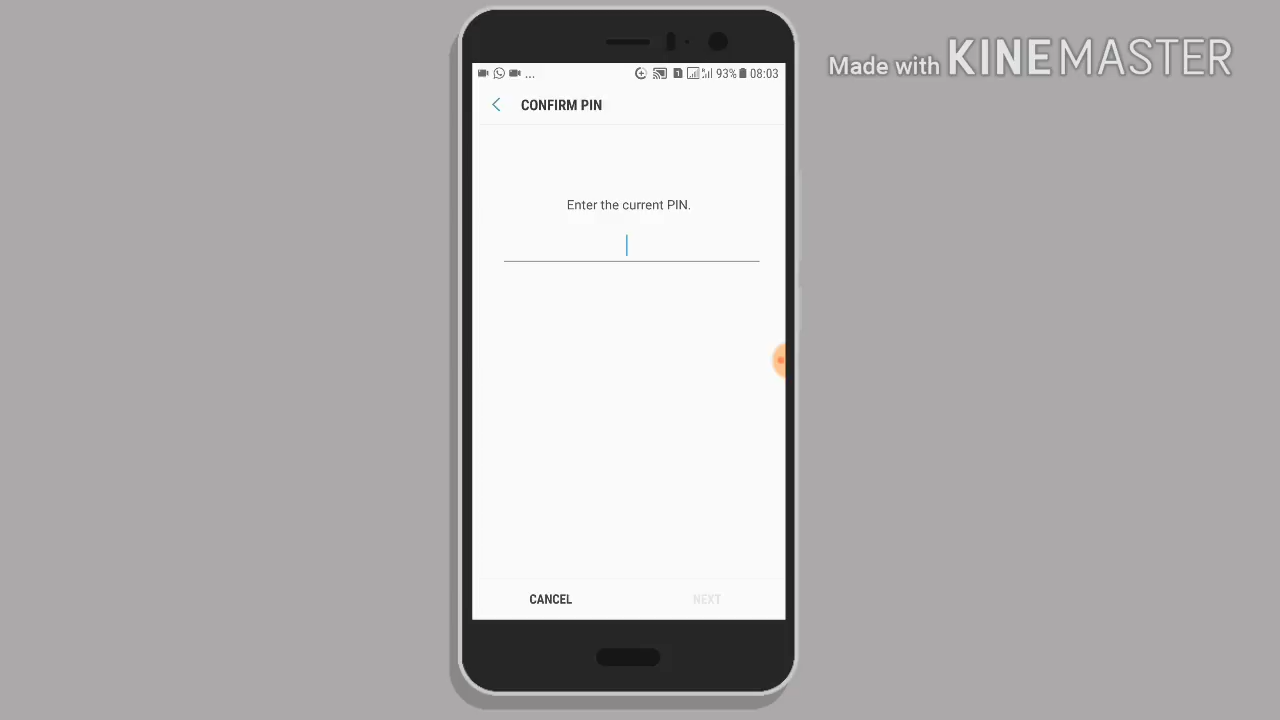 Made with KINEMASTER
... 93% 08:03
CONFIRM PIN
Enter the current PIN.
CANCEL NEXT